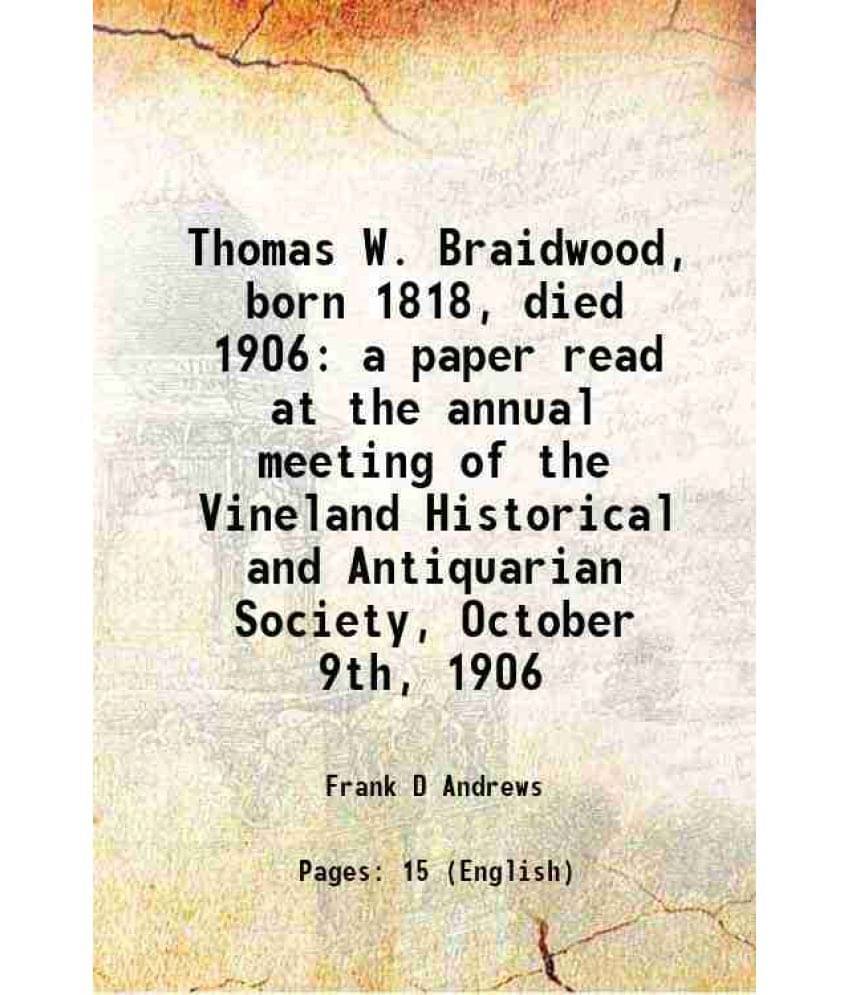 Thomas W. Braidwood,
born 1818, died
1906: a paper read
at the annual
meeting of the
Vineland Historical
and Antiquarian
Society, October
9th, 1906
Frank D Andrews
Pages: 15 (English)